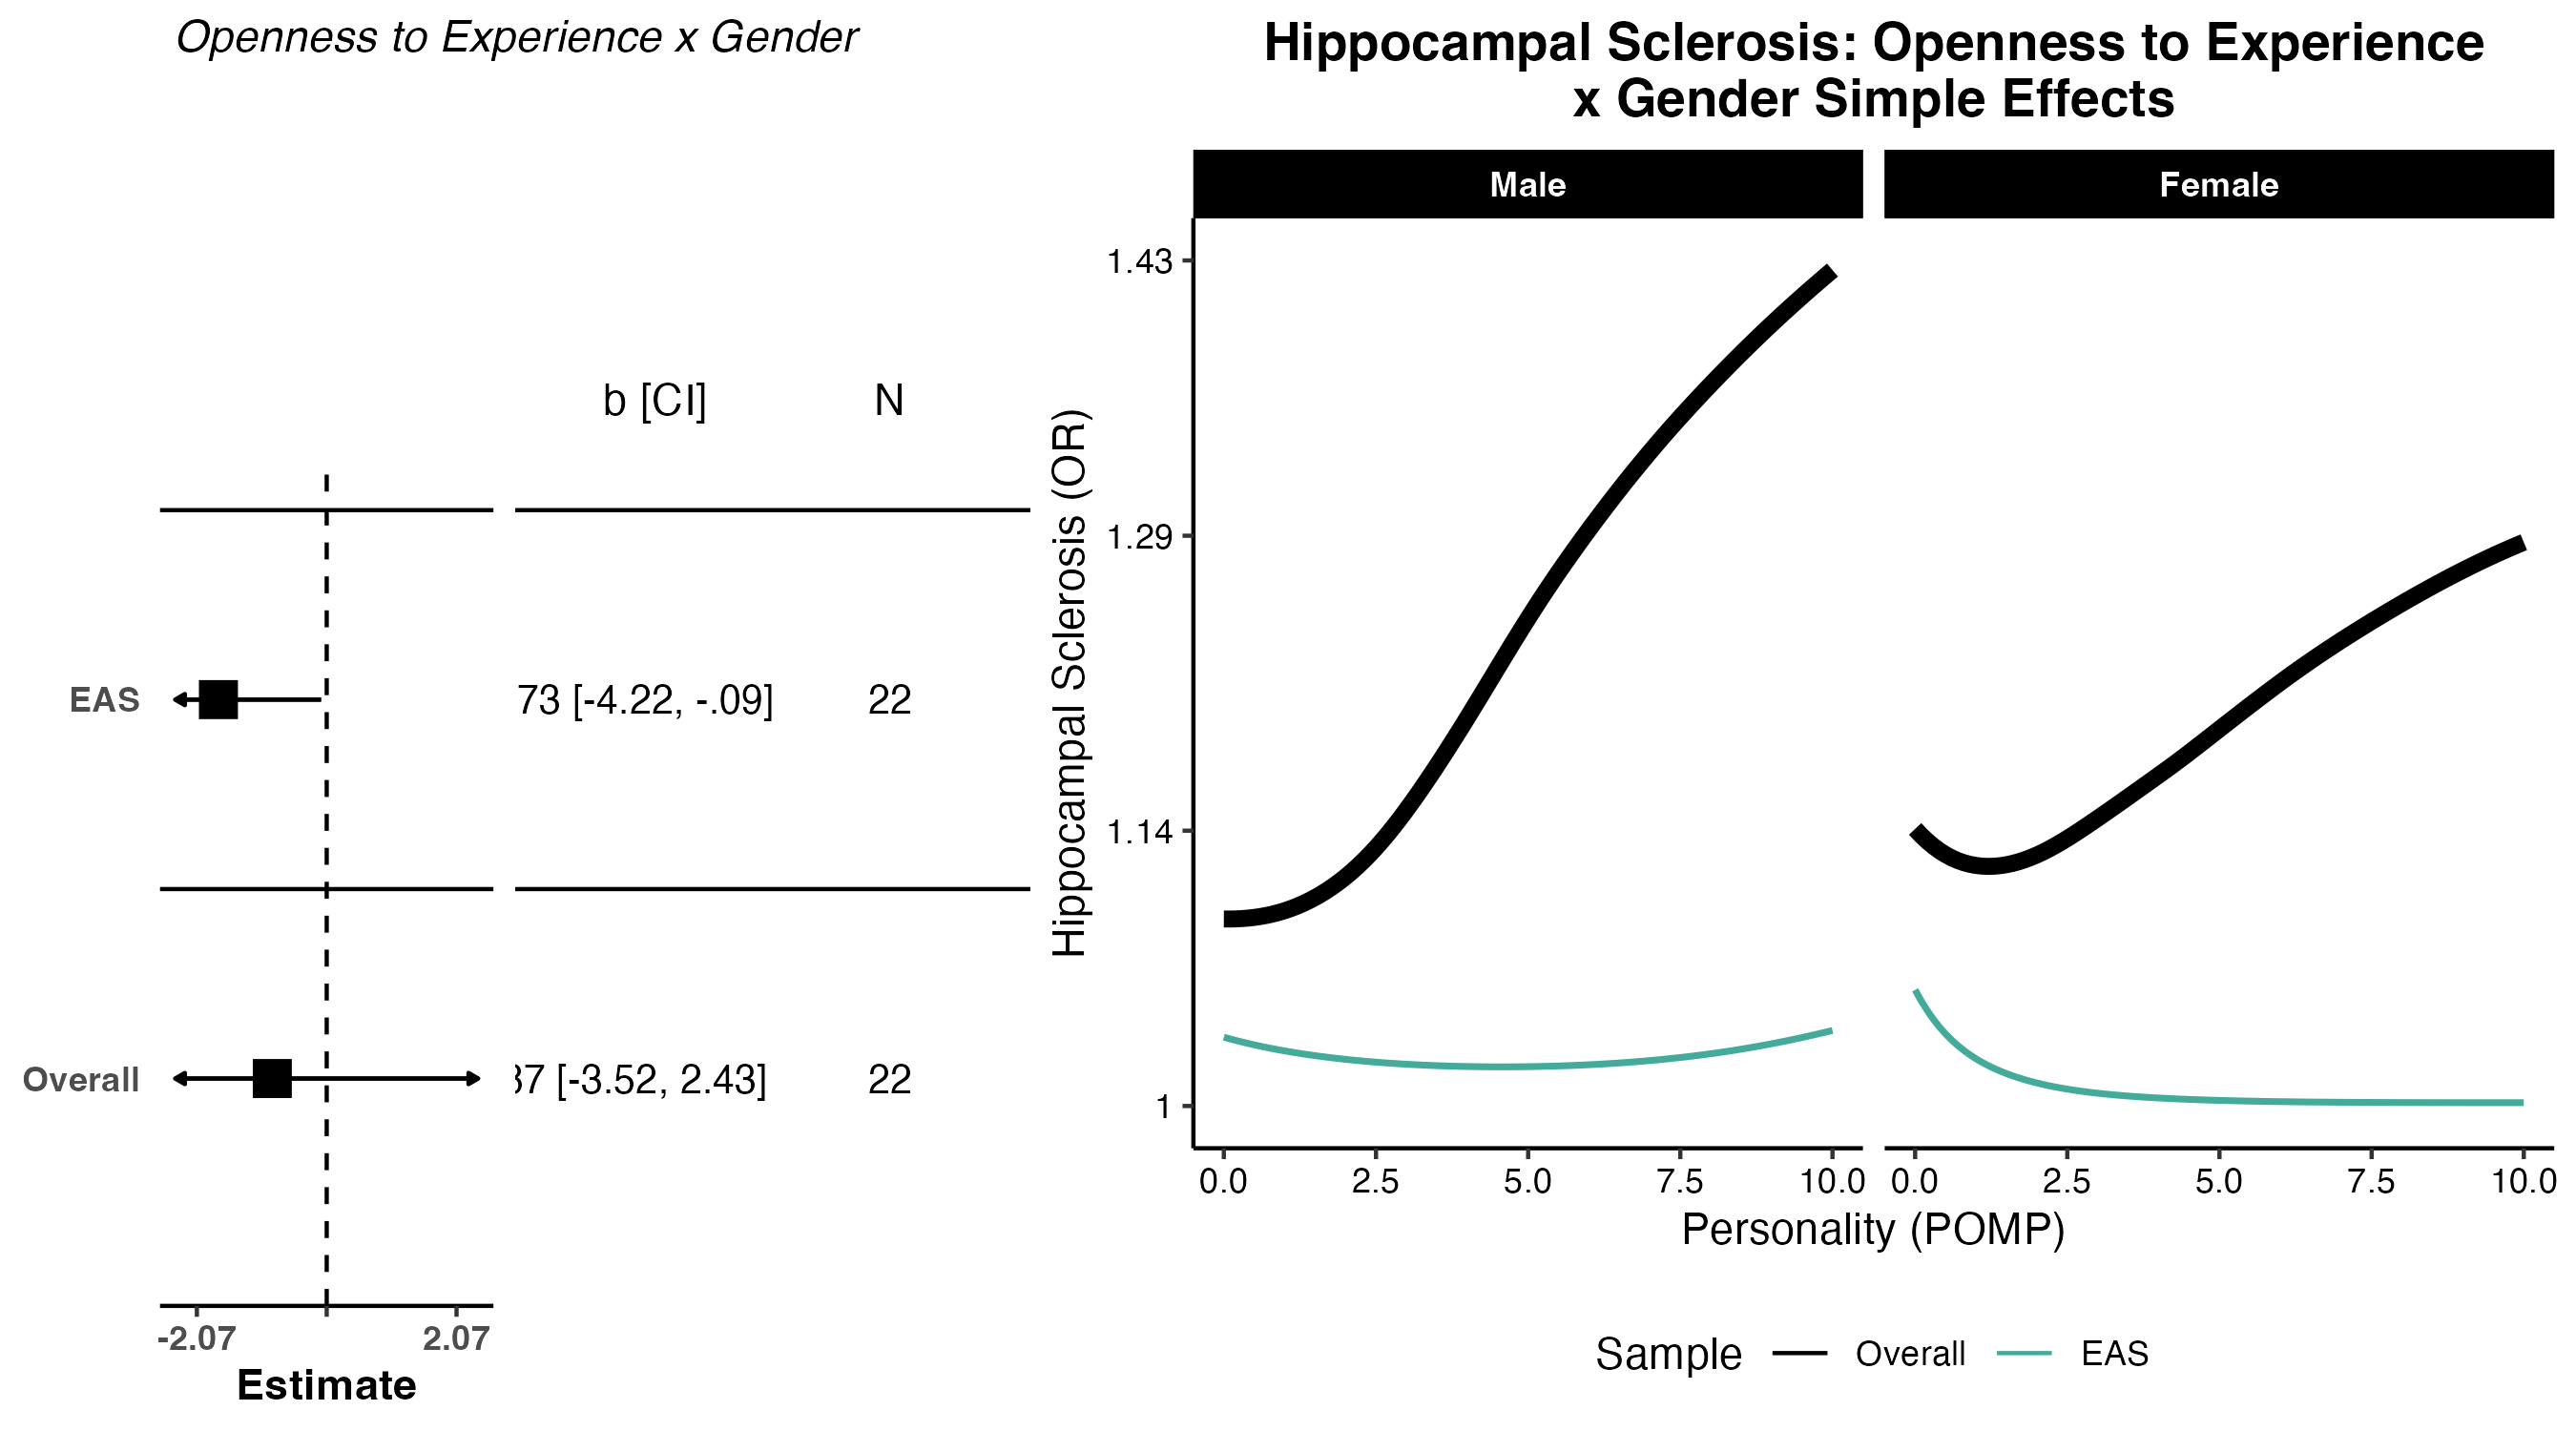 Openness to Experience x Gender
b [CI] N
EAS 73 [-4.22, -.09] 22
Overall 37 [-3.52, 2.43] 22
-2.07 2.07
Estimate
Hippocampal Sclerosis: Openness to Experience
x Gender Simple Effects
Male Female
Hippocampal Sclerosis (OR)
1.43
1.29
1.14
1
0.0 2.5 5.0 7.5 10.0 0.0 2.5 5.0 7.5 10.0
Personality (POMP)
Sample Overall EAS